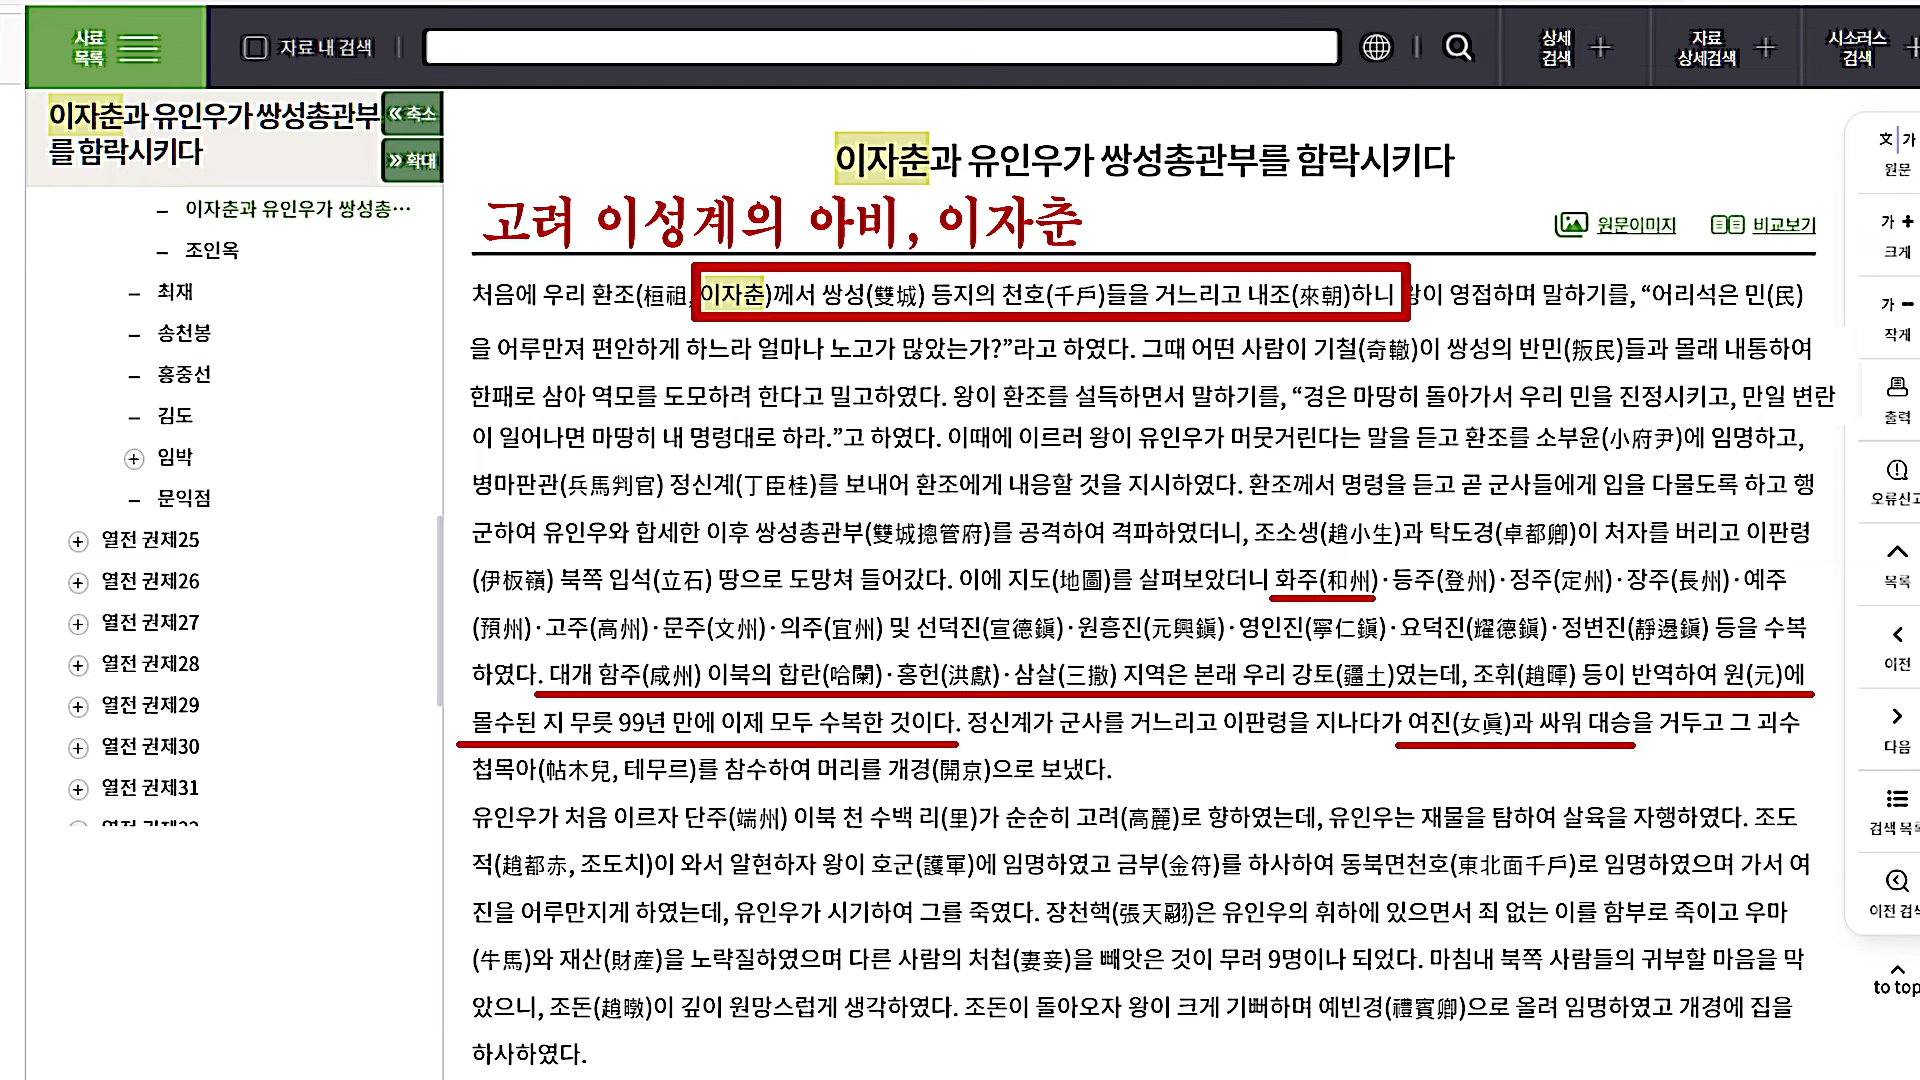 사료
목록
자료 내 검색
상세
검색
자료
상세검색
시소러스
검색
이자춘과 유인우가 쌍성총관부
를 함락시키다
축소
확대
이자춘과 유인우가 쌍성총…
조인옥
최재
송천봉
홍중선
김도
임박
문익점
열전 권제25
열전 권제26
열전 권제27
열전 권제28
열전 권제29
열전 권제30
열전 권제31
이자춘과 유인우가 쌍성총관부를 함락시키다
고려 이성계의 아비, 이자춘
원문이미지
비교보기
처음에 우리 환조(桓祖, 이자춘)께서 쌍성(雙城) 등지의 천호(千戶)들을 거느리고 내조(來朝)하니 왕이 영접하며 말하기를, “어리석은 민(民)
을 어루만져 편안하게 하느라 얼마나 노고가 많았는가?”라고 하였다. 그때 어떤 사람이 기철(奇轍)이 쌍성의 반민(叛民)들과 몰래 내통하여
한패로 삼아 역모를 도모하려 한다고 밀고하였다. 왕이 환조를 설득하면서 말하기를, “경은 마땅히 돌아가서 우리 민을 진정시키고, 만일 변란
이 일어나면 마땅히 내 명령대로 하라.”고 하였다. 이때에 이르러 왕이 유인우가 머뭇거린다는 말을 듣고 환조를 소부윤(小府尹)에 임명하고,
병마판관(兵馬判官) 정신계(丁臣桂)를 보내어 환조에게 내응할 것을 지시하였다. 환조께서 명령을 듣고 곧 군사들에게 입을 다물도록 하고 행
군하여 유인우와 합세한 이후 쌍성총관부(雙城摠管府)를 공격하여 격파하였더니, 조소생(趙小生)과 탁도경(卓都卿)이 처자를 버리고 이판령
(伊板嶺) 북쪽 입석(立石) 땅으로 도망쳐 들어갔다. 이에 지도(地圖)를 살펴보았더니 화주(和州)·등주(登州)·정주(定州)·장주(長州)·예주
(預州)·고주(高州)·문주(文州)·의주(宜州) 및 선덕진(宣德鎭)·원흥진(元興鎭)·영인진(寧仁鎭)·요덕진(耀德鎭)·정변진(靜邊鎭) 등을 수복
하였다. 대개 함주(咸州) 이북의 합란(哈闌)·홍헌(洪獻)·삼살(三撒) 지역은 본래 우리 강토(疆土)였는데, 조휘(趙暉) 등이 반역하여 원(元)에
몰수된 지 무릇 99년 만에 이제 모두 수복한 것이다. 정신계가 군사를 거느리고 이판령을 지나다가 여진(女眞)과 싸워 대승을 거두고 그 괴수
첩목아(帖木兒, 테무르)를 참수하여 머리를 개경(開京)으로 보냈다.
유인우가 처음 이르자 단주(端州) 이북 천 수백 리(里)가 순순히 고려(高麗)로 향하였는데, 유인우는 재물을 탐하여 살육을 자행하였다. 조도
적(趙都赤, 조도치)이 와서 알현하자 왕이 호군(護軍)에 임명하였고 금부(金符)를 하사하여 동북면천호(東北面千戶)로 임명하였으며 가서 여
진을 어루만지게 하였는데, 유인우가 시기하여 그를 죽였다. 장천핵(張天翮)은 유인우의 휘하에 있으면서 죄 없는 이를 함부로 죽이고 우마
(牛馬)와 재산(財産)을 노략질하였으며 다른 사람의 처첩(妻妾)을 빼앗은 것이 무려 9명이나 되었다. 마침내 북쪽 사람들의 귀부할 마음을 막
았으니, 조돈(趙暾)이 깊이 원망스럽게 생각하였다. 조돈이 돌아오자 왕이 크게 기뻐하며 예빈경(禮賓卿)으로 올려 임명하였고 개경에 집을
하사하였다.
文 가
원문
가 +
크게
가 -
작게
출력
오류신고
목록
이전
다음
검색 목록
이전 검색
to top